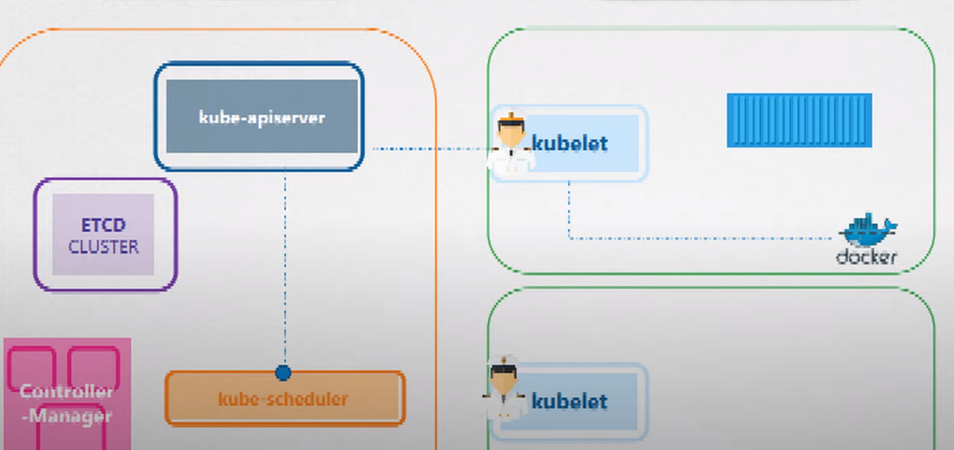 kube-apiserver
kubelet
ETCD
CLUSTER
docker
kube-scheduler
Controller
-Manager
kubelet